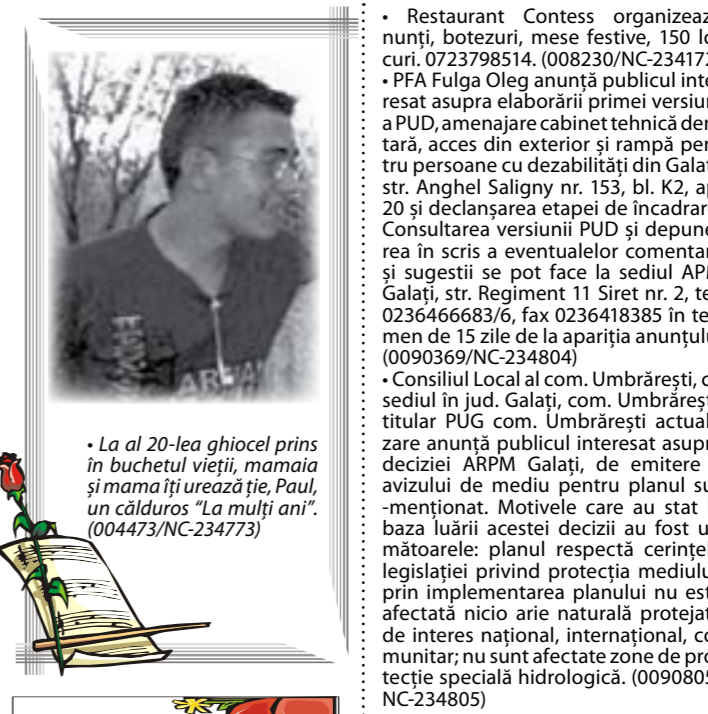 • La al 20-lea ghiocel prins
în buchetul vieții, mamaia
și mama îți urează ție, Paul,
un călduros “La mulți ani”.
(004473/NC-234773)
• Restaurant Contess organizeaz
nunți, botezuri, mese festive, 150 lo
curi. 0723798514. (008230/NC-234172
• PFA Fulga Oleg anunță publicul inte
resat asupra elaborării primei versiun
a PUD, amenajare cabinet tehnică den
tară, acces din exterior și rampă pen
tru persoane cu dezabilități din Galaț
str. Anghel Saligny nr. 153, bl. K2, ap
20 și declanșarea etapei de încadrare
Consultarea versiunii PUD și depune
rea în scris a eventualelor comentar
și sugestii se pot face la sediul APM
Galați, str. Regiment 11 Siret nr. 2, te
0236466683/6, fax 0236418385 în te
men de 15 zile de la apariția anunțulu
(0090369/NC-234804)
• Consiliul Local al com. Umbrărești, c
sediul în jud. Galați, com. Umbrăreșt
titular PUG com. Umbrărești actuali
zare anunță publicul interesat asupr
deciziei ARPM Galați, de emitere
avizului de mediu pentru planul su
-menționat. Motivele care au stat l
baza luării acestei decizii au fost u
mătoarele: planul respectă cerințel
legislației privind protecția mediulu
prin implementarea planului nu est
afectată nicio arie naturală protejat
de interes național, internațional, co
munitar; nu sunt afectate zone de pro
tecție specială hidrologică. (0090805
NC-234805)